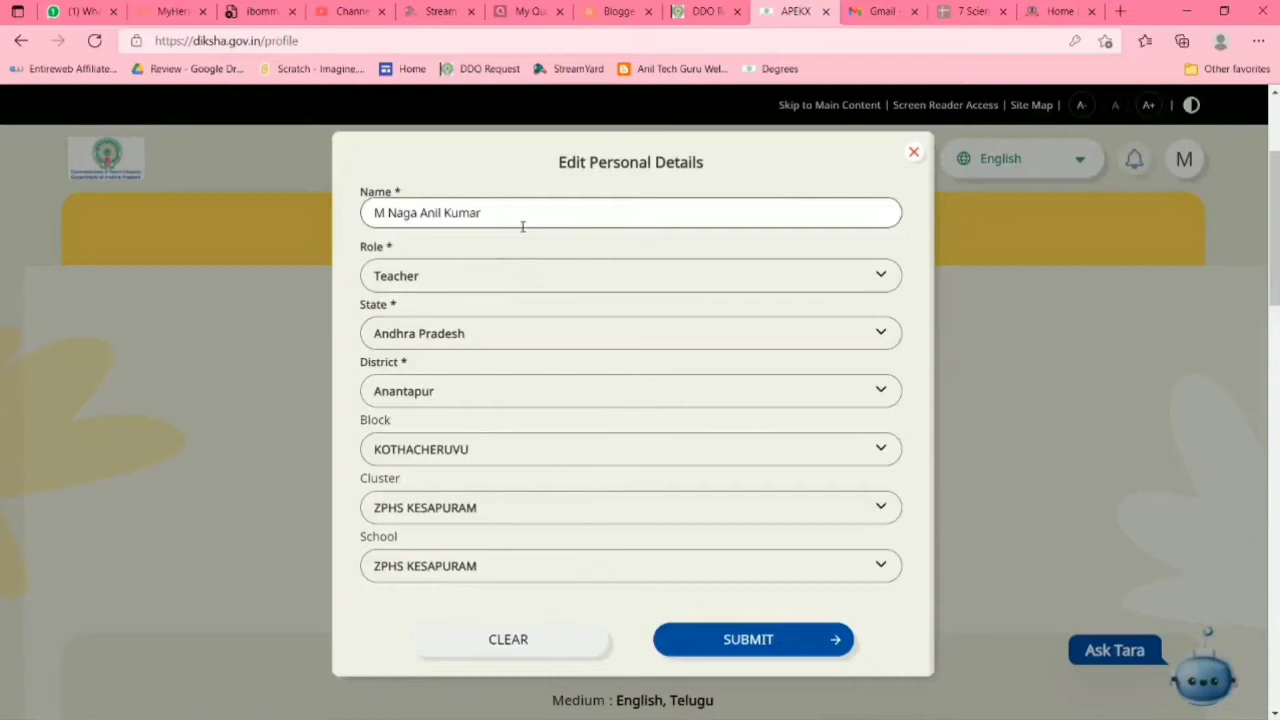 (1) Wha
MyHer
ibomm
Chann
Stream
My Qu
Blogge
DDO R
APEKX
Gmail -
7 Scien
Home
https://diksha.gov.in/profile
Entireweb Affiliate...
Review - Google Dr...
Scratch - Imagine,...
Home
DDO Request
StreamYard
Anil Tech Guru Wel...
Degrees
Other favorites
Skip to Main Content | Screen Reader Access | Site Map | A- A A+ |
Edit Personal Details
English
M
Name *
M Naga Anil Kumar
Role *
Teacher
State *
Andhra Pradesh
District *
Anantapur
Block
KOTHACHERUVU
Cluster
ZPHS KESAPURAM
School
ZPHS KESAPURAM
CLEAR
SUBMIT
Ask Tara
Medium : English, Telugu